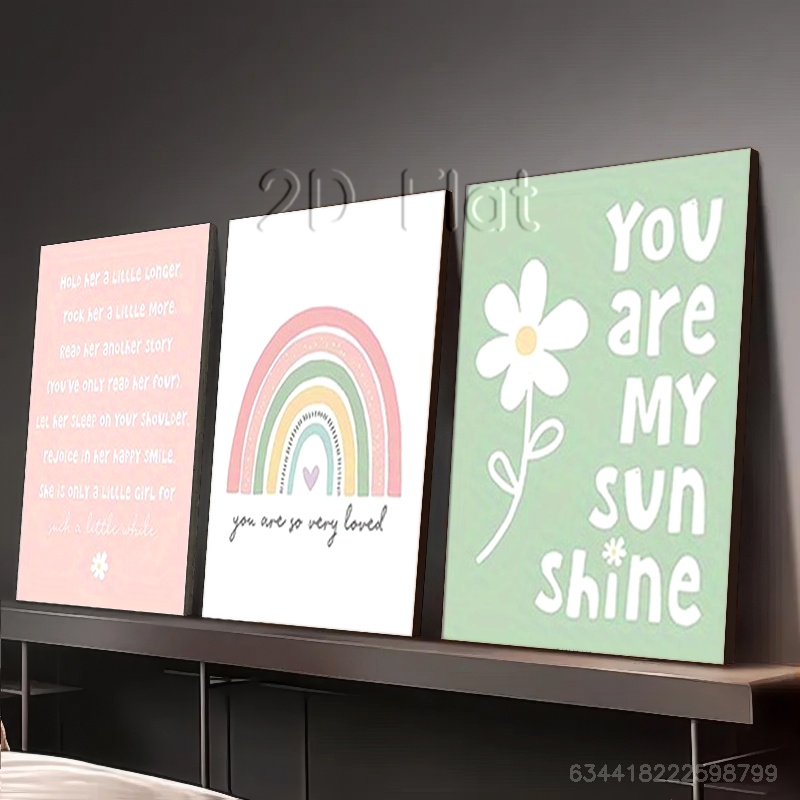 2D Flat
HOLD her a LITTLE LONGER,
ROCK her a LITTLE MORE.
READ her another STORY
(YOU'VE ONLY READ her FOUR).
LET her SLEEP ON YOUR SHOULDER,
REJOICE IN her happy SMILE,
She IS ONLY a LITTLE GIRL FOR
such a little while.
you are so very loved
YOU
are
MY
sun
shine
634418222598799